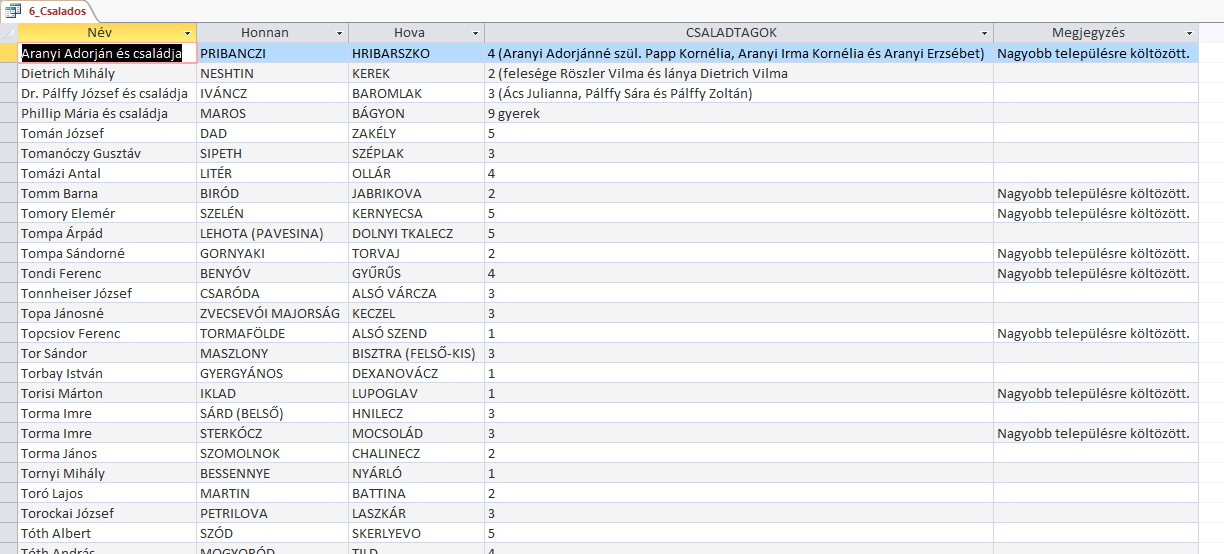 6_Csalados
Név Honnan Hova CSALADTAGOK Megjegyzés
Aranyi Adorján és családja PRIBANCZI HRIBARSZKO 4 (Aranyi Adorjánné szül. Papp Kornélia, Aranyi Irma Kornélia és Aranyi Erzsébet) Nagyobb településre költözött.
Dietrich Mihály NESHTIN KEREK 2 (felesége Röszler Vilma és lánya Dietrich Vilma
Dr. Pálffy József és családja IVÁNCZ BAROMLAK 3 (Ács Julianna, Pálffy Sára és Pálffy Zoltán)
Phillip Mária és családja MAROS BÁGYON 9 gyerek
Tomán József DAD ZAKÉLY 5
Tomanóczy Gusztáv SIPETH SZÉPLAK 3
Tomázi Antal LITÉR OLLÁR 4
Tomm Barna BIRÓD JABRIKOVA 2 Nagyobb településre költözött.
Tomory Elemér SZELÉN KERNYECSA 5 Nagyobb településre költözött.
Tompa Árpád LEHOTA (PAVESINA) DOLNYI TKALECZ 5
Tompa Sándorné GORNYAKI TORVAJ 2 Nagyobb településre költözött.
Tondi Ferenc BENYÓV GYŰRŰS 4 Nagyobb településre költözött.
Tonnheiser József CSARÓDA ALSÓ VÁRCZA 3
Topa Jánosné ZVECSEVÓI MAJORSÁG KECZEL 3
Topcsiov Ferenc TORMAFÖLDE ALSÓ SZEND 1 Nagyobb településre költözött.
Tor Sándor MASZLONY BISZTRA (FELSŐ-KIS) 3
Torbay István GYERGYÁNOS DEXANOVÁCZ 1
Torisi Márton IKLAD LUPOGLAV 1 Nagyobb településre költözött.
Torma Imre SÁRD (BELSŐ) HNILECZ 3
Torma Imre STERKÓCZ MOCSOLÁD 3 Nagyobb településre költözött.
Torma János SZOMOLNOK CHALINECZ 2
Tornyi Mihály BESSENNYE NYÁRLÓ 1
Toró Lajos MARTIN BATTINA 2
Torockai József PETRILOVA LASZKÁR 3
Tóth Albert SZÓD SKERLYEVO 5
Tóth András MOGYORÓD TILD 4